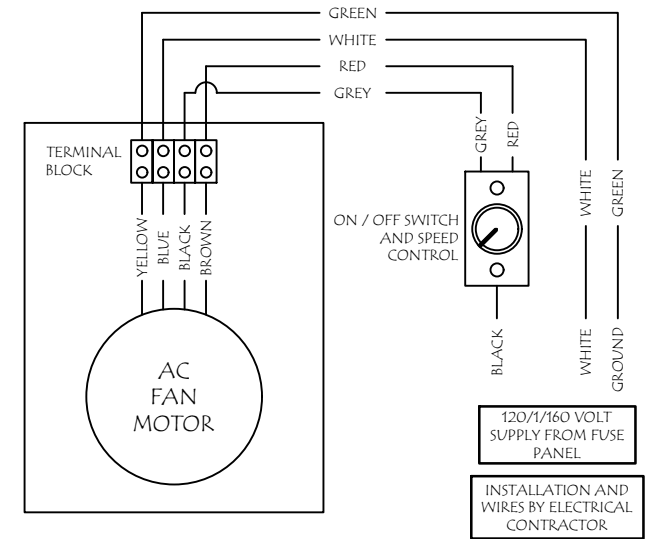 GREEN
WHITE
RED
GREY
TERMINAL
BLOCK
YELLOW
BLUE
BLACK
BROWN
AC
FAN
MOTOR
GREY
RED
ON / OFF SWITCH
AND SPEED
CONTROL
BLACK
WHITE
GREEN
WHITE
GROUND
120/1/160 VOLT
SUPPLY FROM FUSE
PANEL
INSTALLATION AND
WIRES BY ELECTRICAL
CONTRACTOR